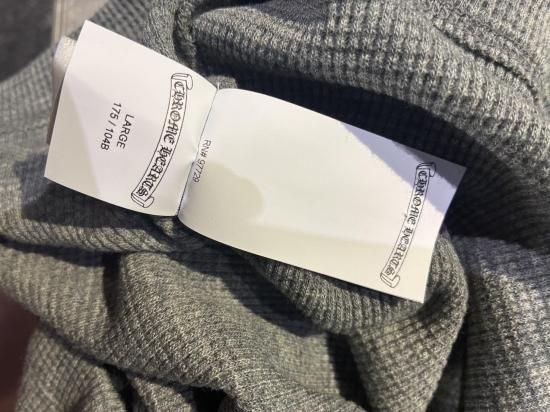 CHROME HEARTS
LARGE
175 / 104B
RN# 97729
CHROME HEARTS